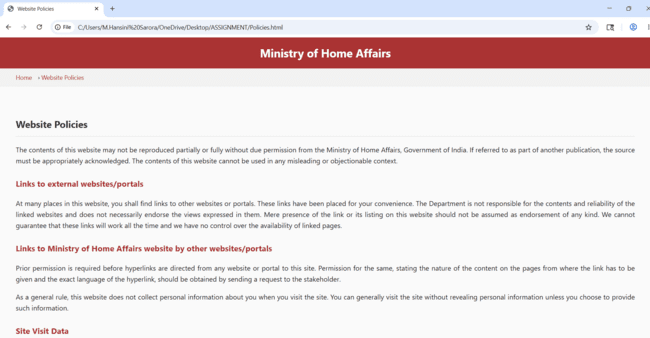 Website Policies
File C:/Users/M.Hansini%20Sarora/OneDrive/Desktop/ASSIGNMENT/Policies.html
Ministry of Home Affairs
Home › Website Policies
Website Policies
The contents of this website may not be reproduced partially or fully without due permission from the Ministry of Home Affairs, Government of India. If referred to as part of another publication, the source
must be appropriately acknowledged. The contents of this website cannot be used in any misleading or objectionable context.
Links to external websites/portals
At many places in this website, you shall find links to other websites or portals. These links have been placed for your convenience. The Department is not responsible for the contents and reliability of the
linked websites and does not necessarily endorse the views expressed in them. Mere presence of the link or its listing on this website should not be assumed as endorsement of any kind. We cannot
guarantee that these links will work all the time and we have no control over the availability of linked pages.
Links to Ministry of Home Affairs website by other websites/portals
Prior permission is required before hyperlinks are directed from any website or portal to this site. Permission for the same, stating the nature of the content on the pages from where the link has to be
given and the exact language of the hyperlink, should be obtained by sending a request to the stakeholder.
As a general rule, this website does not collect personal information about you when you visit the site. You can generally visit the site without revealing personal information unless you choose to provide
such information.
Site Visit Data